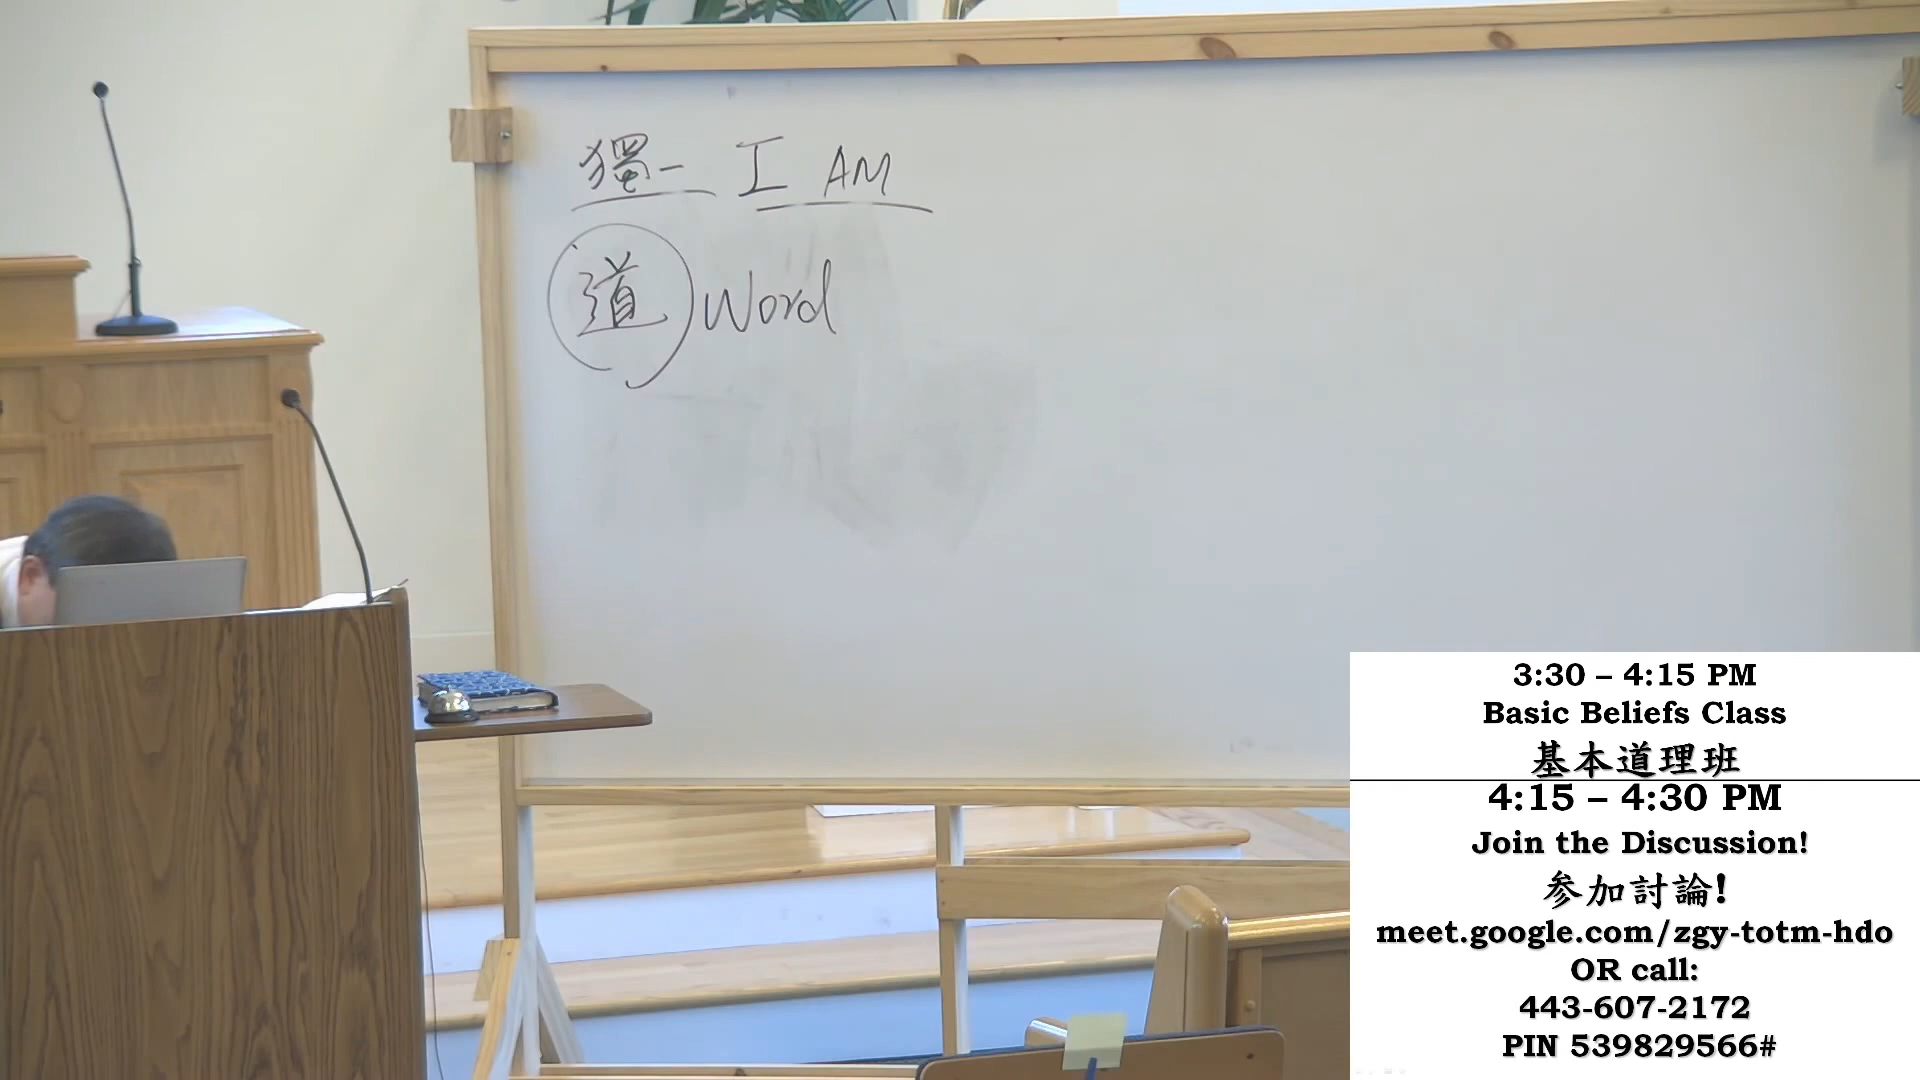 獨一 I AM
道 Word
3:30 – 4:15 PM
Basic Beliefs Class
基本道理班
4:15 – 4:30 PM
Join the Discussion!
參加討論!
meet.google.com/zgy-totm-hdo
OR call:
443-607-2172
PIN 539829566#